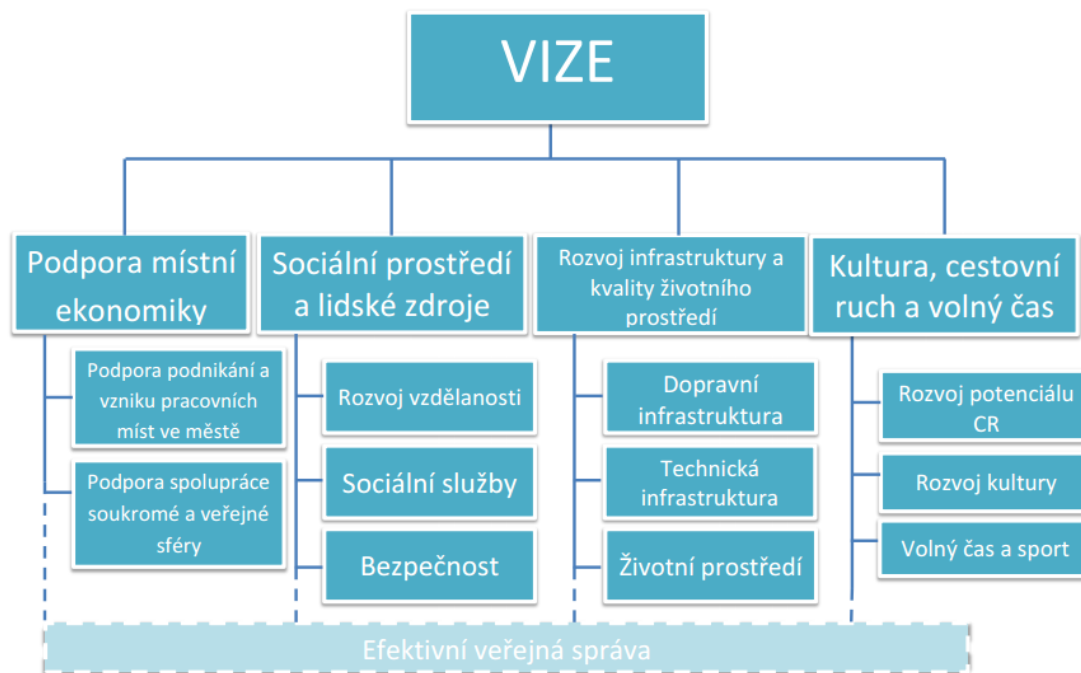 VIZE
Podpora místní
ekonomiky
Podpora podnikání a
vzniku pracovních
míst ve městě
Podpora spolupráce
soukromé a veřejné
sféry
Sociální prostředí
a lidské zdroje
Rozvoj vzdělanosti
Sociální služby
Bezpečnost
Rozvoj infrastruktury a
kvality životního
prostředí
Dopravní
infrastruktura
Technická
infrastruktura
Životní prostředí
Kultura, cestovní
ruch a volný čas
Rozvoj potenciálu
CR
Rozvoj kultury
Volný čas a sport
Efektivní veřejná správa